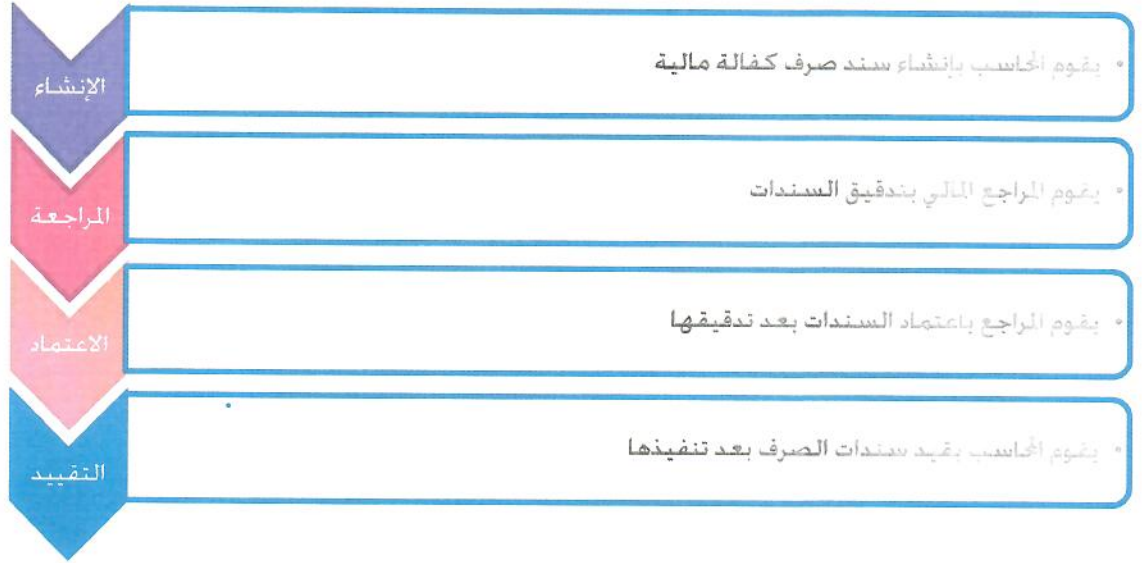 الإنشاء
• يقوم المحاسب بإنشاء سند صرف كفالة مالية
المراجعة
• يقوم المراجع المالي بتدقيق السندات
الاعتماد
• يقوم المراجع باعتماد السندات بعد تدقيقها
التقييد
• يقوم المحاسب بقيد سندات الصرف بعد تنفيذها